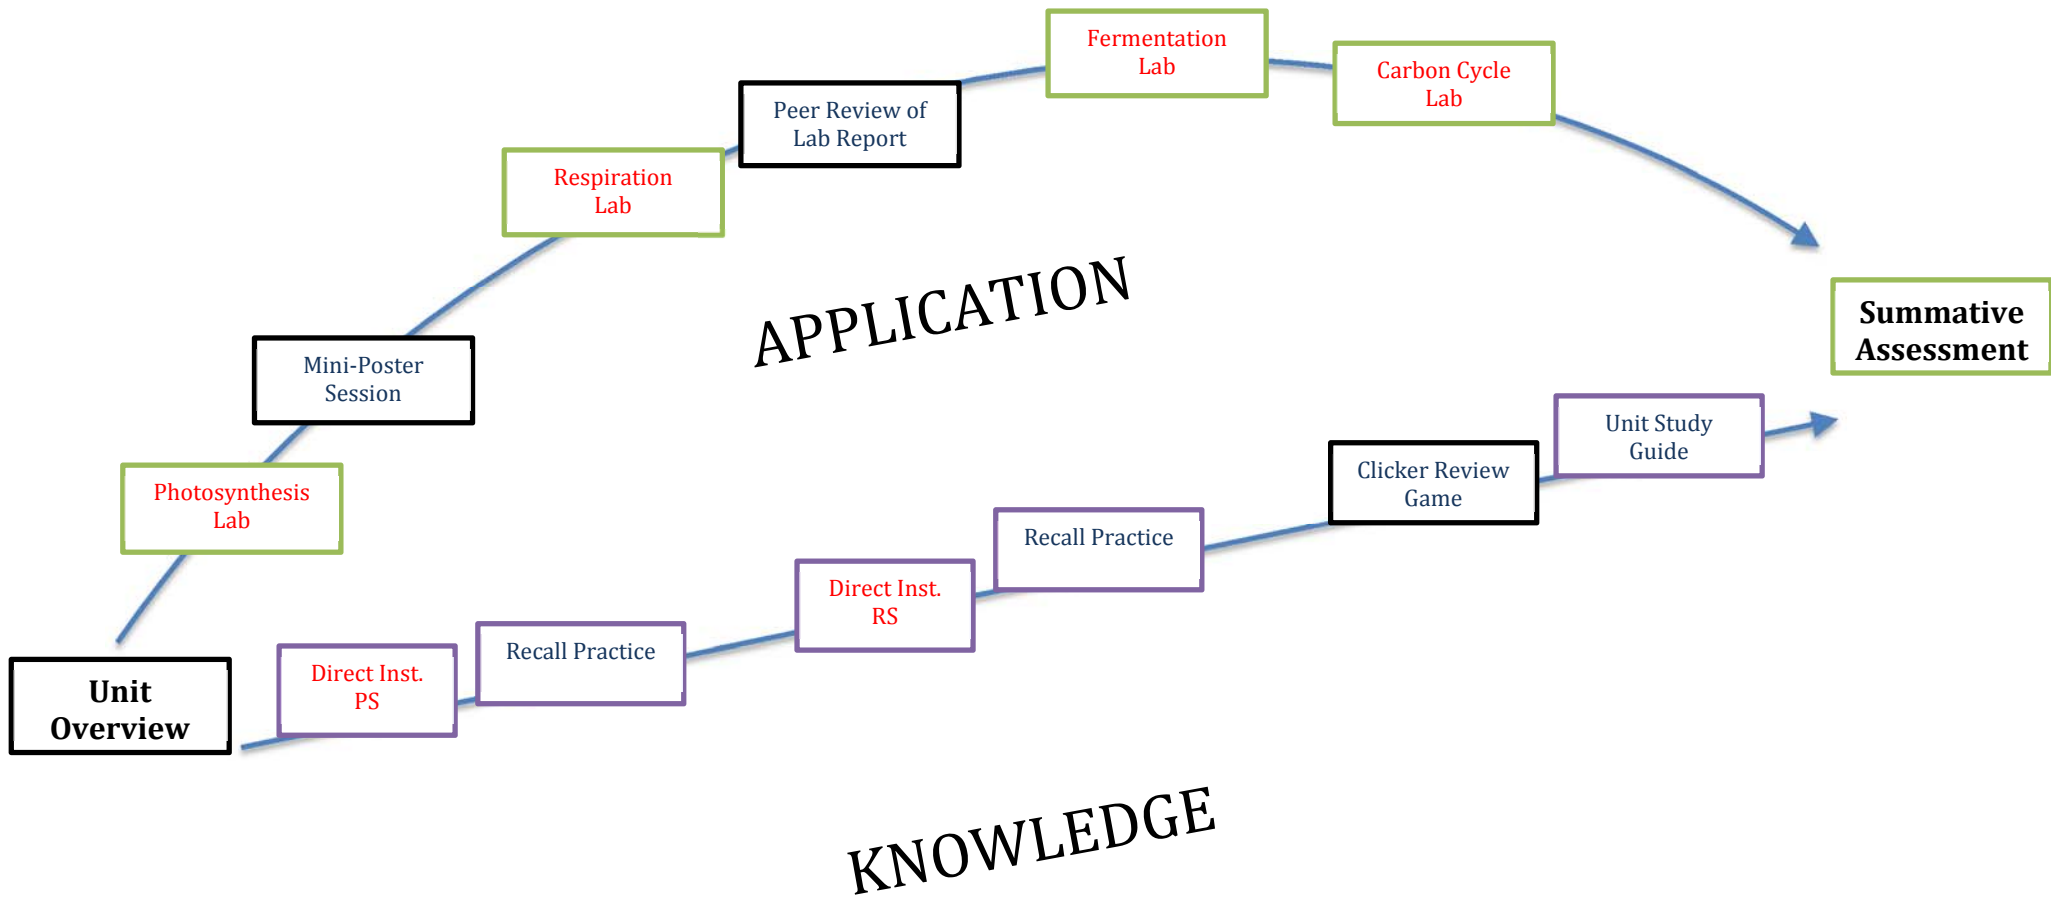 Fermentation
Lab
Carbon Cycle
Lab
Peer Review of
Lab Report
Respiration
Lab
APPLICATION
Summative
Assessment
Mini-Poster
Session
Unit Study
Guide
Clicker Review
Game
Photosynthesis
Lab
Recall Practice
Direct Inst.
RS
Recall Practice
Direct Inst.
PS
Unit
Overview
KNOWLEDGE